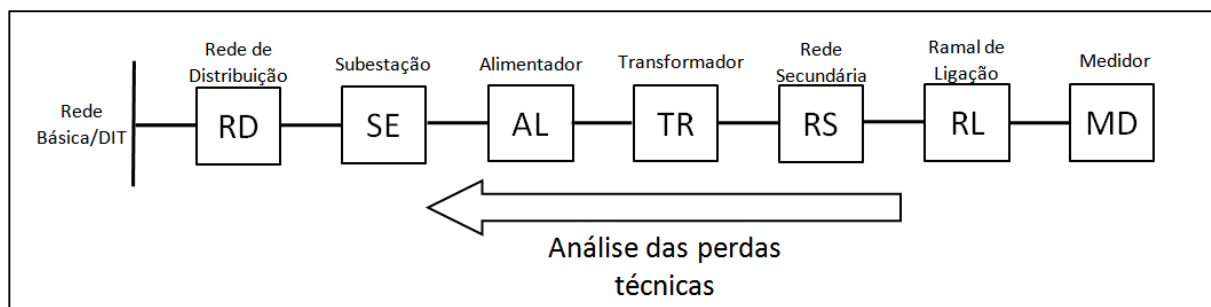 Rede
Básica/DIT
Rede de
Distribuição
RD
Subestação
SE
Alimentador
AL
Transformador
TR
Rede
Secundária
RS
Ramal de
Ligação
RL
Medidor
MD
Análise das perdas
técnicas